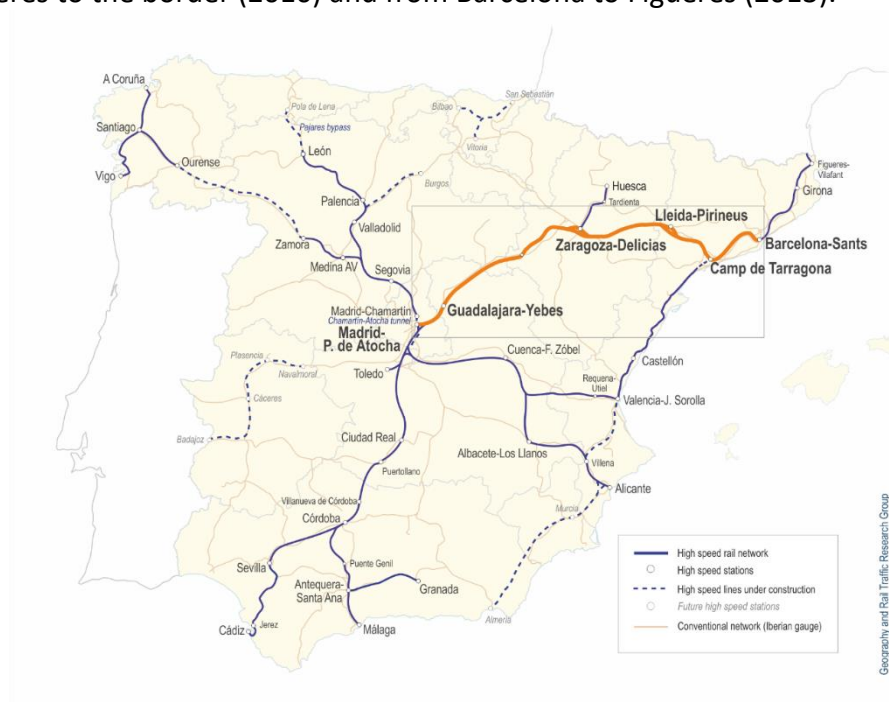 eres to the border (2010) and from Barcelona to Figueres (2013).
A Coruña
Santiago
Vigo
Ourense
Pola de Lena
Pajares bypass
León
Bilbao
San Sebastián
Vitoria
Burgos
Palencia
Valladolid
Zamora
Medina AV
Segovia
Huesca
Tardienta
Figueres-
Vilafant
Girona
Lleida-Pirineus
Zaragoza-Delicias
Barcelona-Sants
Camp de Tarragona
Madrid-Chamartín
Chamartín-Atocha tunnel
Guadalajara-Yebes
Madrid-
P. de Atocha
Toledo
Plasencia
Navalmoral
Cáceres
Badajoz
Cuenca-F. Zóbel
Requena-
Utiel
Castellón
Valencia-J. Sorolla
Ciudad Real
Puertollano
Albacete-Los Llanos
Villena
Alicante
Murcia
Villanueva de Córdoba
Córdoba
Sevilla
Puente Genil
Antequera-
Santa Ana
Granada
Almería
Jerez
Cádiz
Málaga
High speed rail network
High speed stations
High speed lines under construction
Future high speed stations
Conventional network (Iberian gauge)
Geography and Rail Traffic Research Group